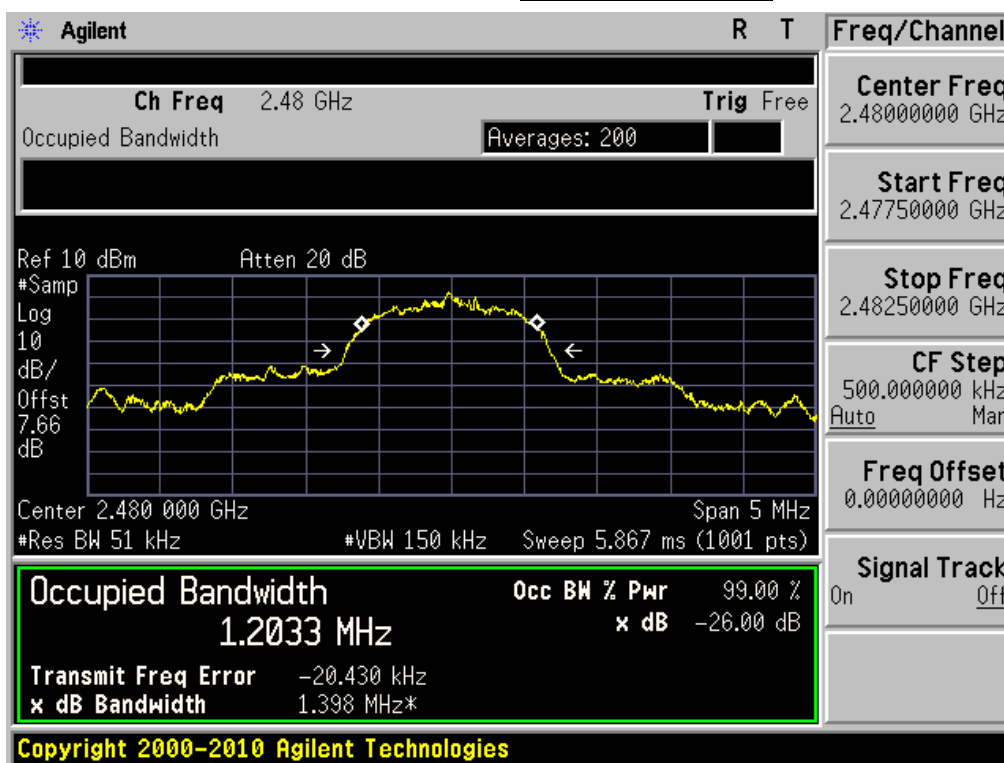 Agilent R T Freq/Channel
Ch Freq 2.48 GHz Trig Free
Occupied Bandwidth Averages: 200
Center Freq
2.48000000 GHz
Start Freq
2.47750000 GHz
Stop Freq
2.48250000 GHz
CF Step
500.000000 kHz
Auto Man
Freq Offset
0.00000000 Hz
Signal Track
On Off
Ref 10 dBm Atten 20 dB
#Samp
Log
10
dB/
Offst
7.66
dB
Center 2.480 000 GHz Span 5 MHz
#Res BW 51 kHz #VBW 150 kHz Sweep 5.867 ms (1001 pts)
Occupied Bandwidth Occ BW % Pwr 99.00 %
1.2033 MHz x dB -26.00 dB
Transmit Freq Error -20.430 kHz
x dB Bandwidth 1.398 MHz*
Copyright 2000-2010 Agilent Technologies